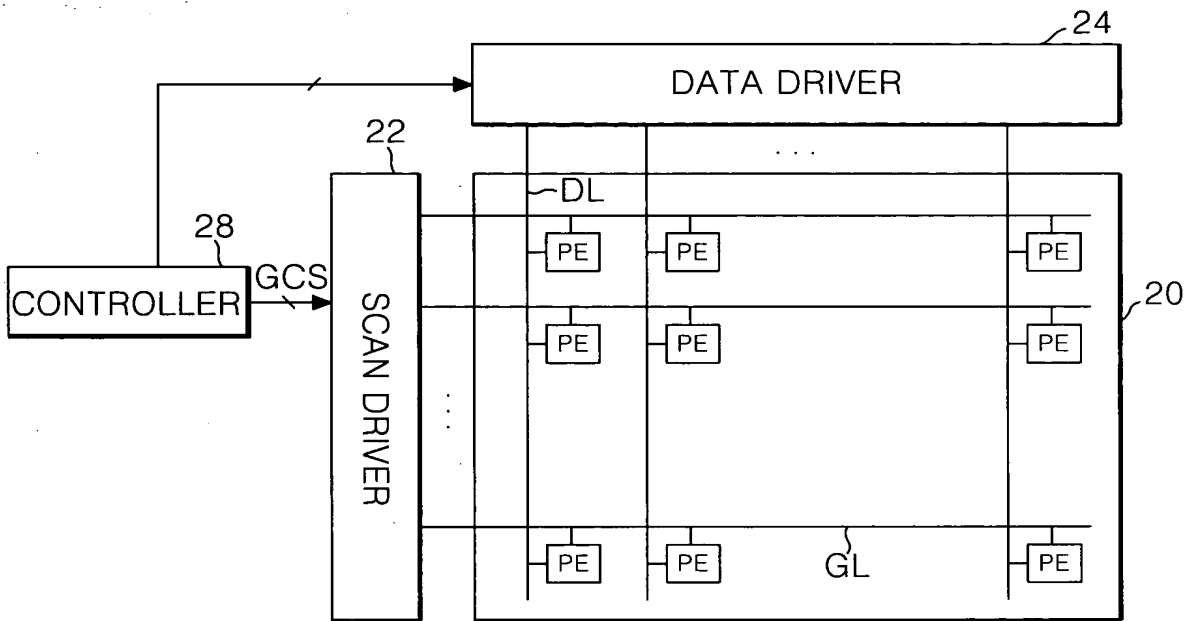 24
DATA DRIVER
22
. . .
DL
28
CONTROLLER
GCS
SCAN DRIVER
. . .
PE PE PE
20
PE PE PE
PE PE PE
GL